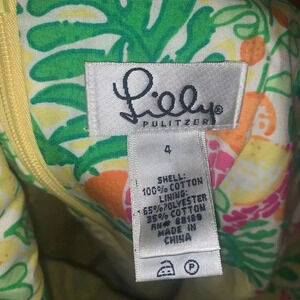 Lilly®
PULITZER
4
SHELL:
100% COTTON
LINING:
65% POLYESTER
35% COTTON
RN# 68189
MADE IN
CHINA
P